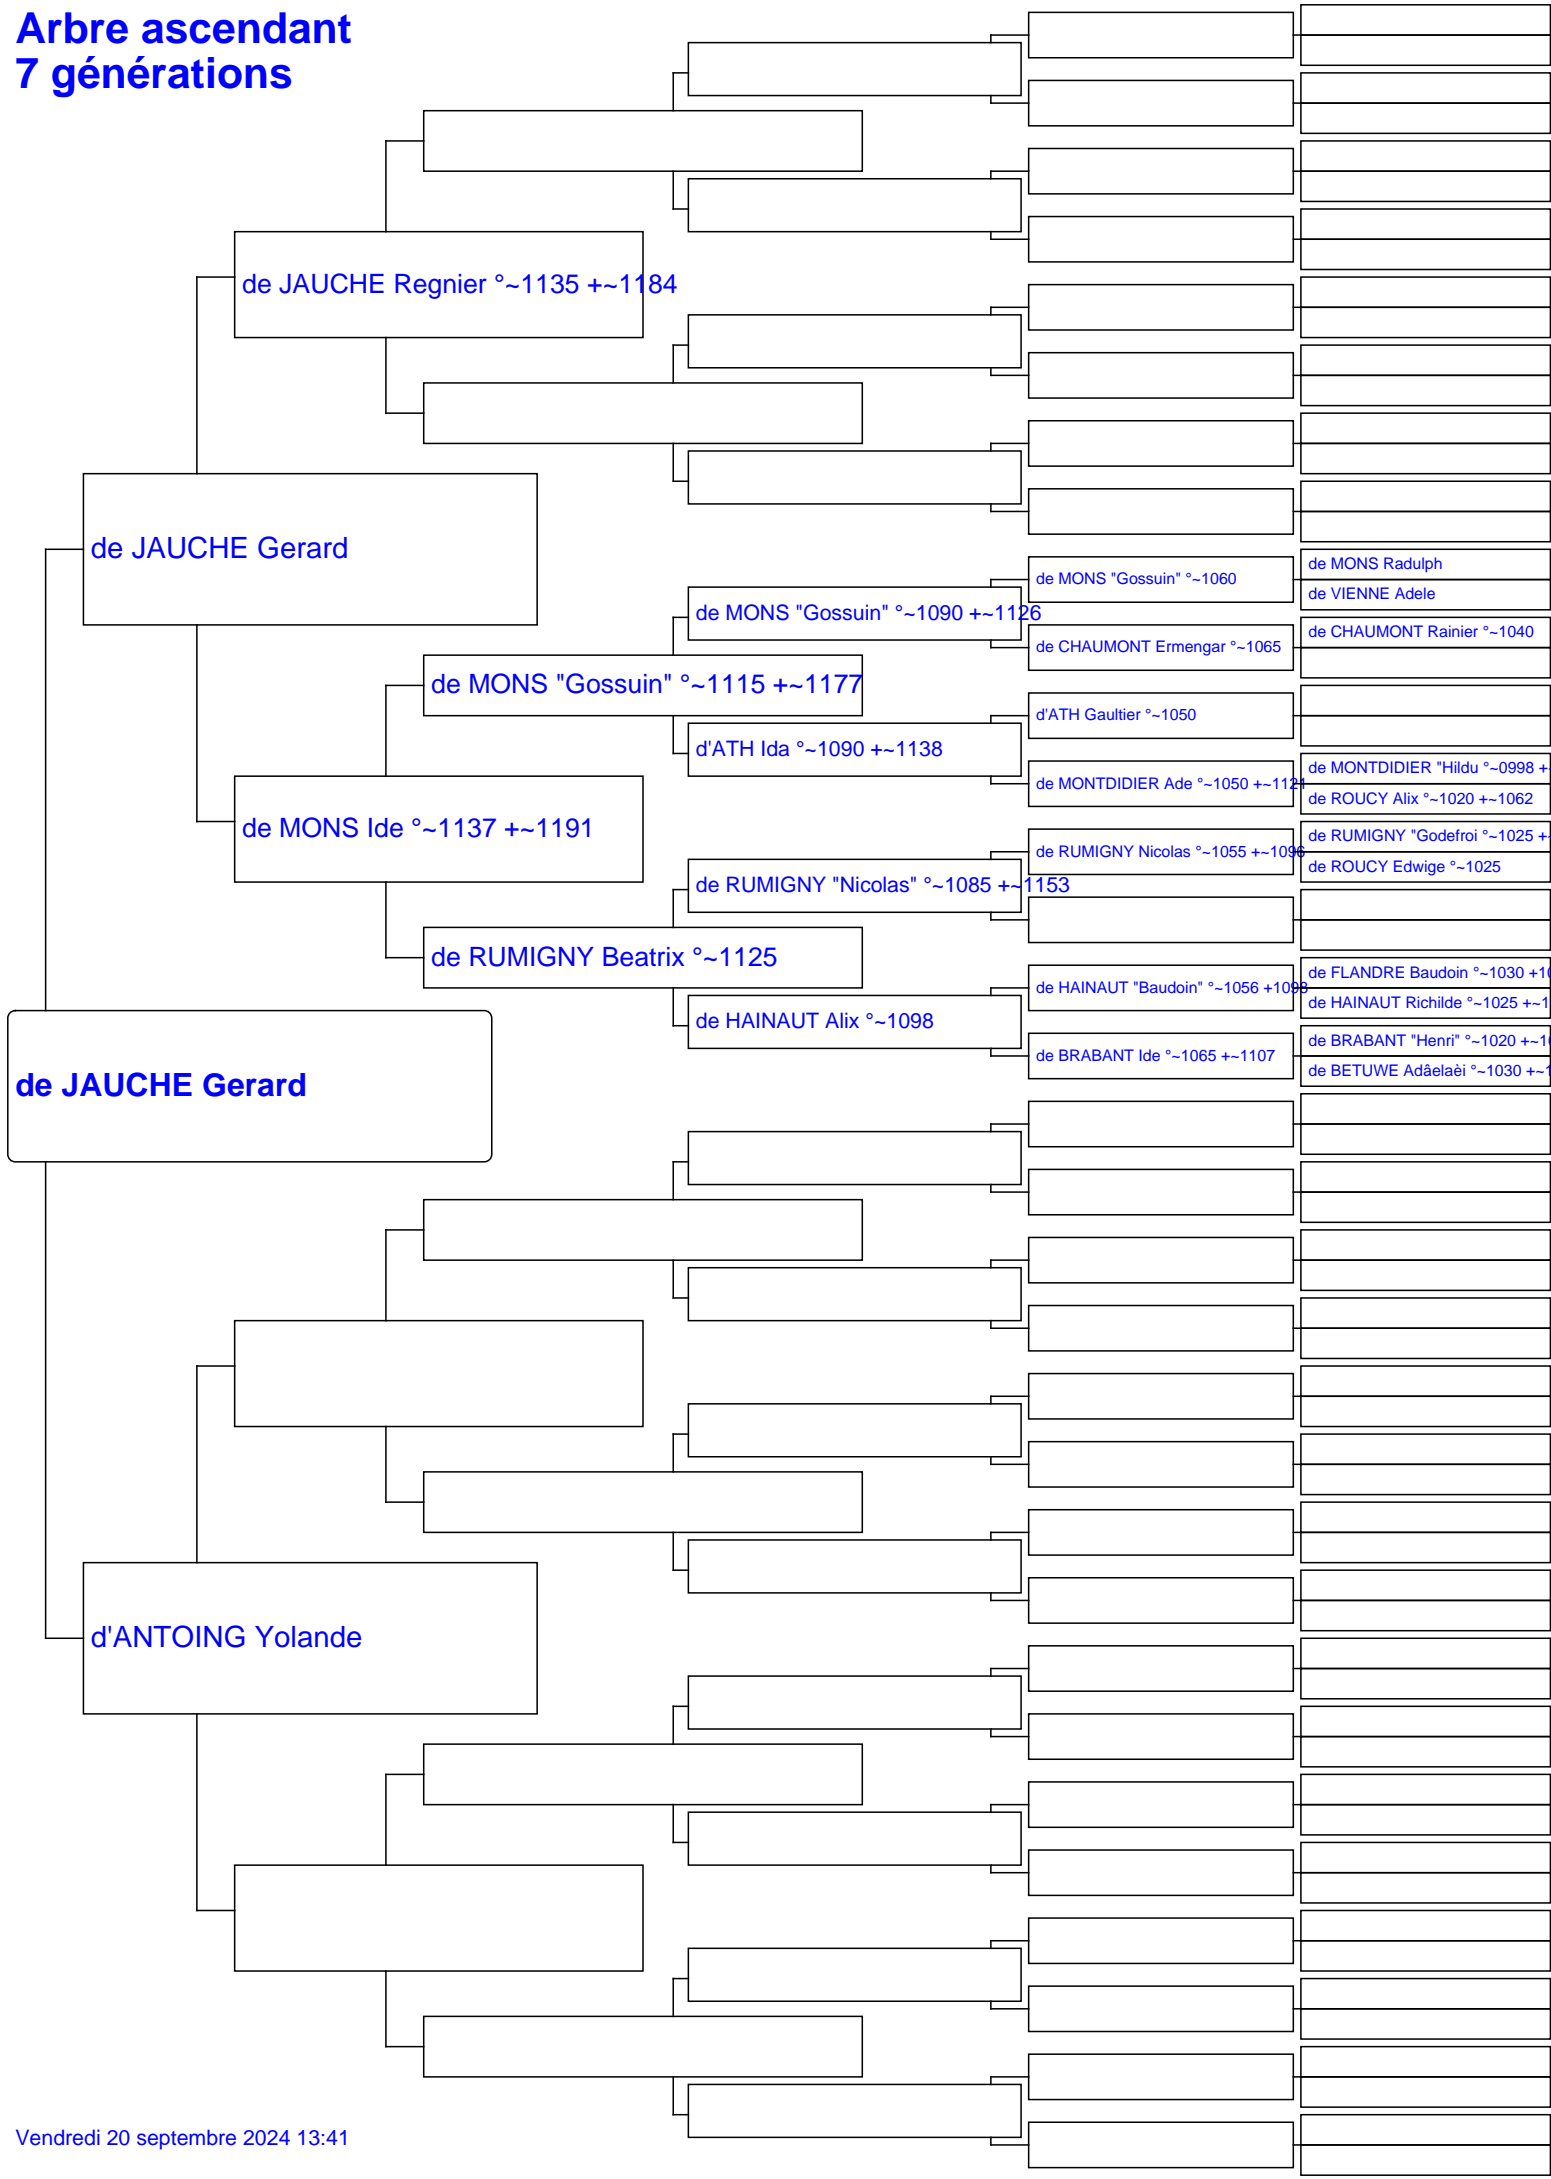 Arbre ascendant
7 générations
de JAUCHE Regnier °~1135 +~1184
de JAUCHE Gerard
de MONS "Gossuin" °~1060
de MONS Radulph
de VIENNE Adele
de MONS "Gossuin" °~1090 +~1126
de CHAUMONT Ermengar °~1065
de CHAUMONT Rainier °~1040
de MONS "Gossuin" °~1115 +~1177
d'ATH Gaultier °~1050
d'ATH Ida °~1090 +~1138
de MONTDIDIER Ade °~1050 +~1121
de MONTDIDIER "Hildu °~0998 +~
de ROUCY Alix °~1020 +~1062
de MONS Ide °~1137 +~1191
de RUMIGNY Nicolas °~1055 +~1096
de RUMIGNY "Godefroi °~1025 +~
de ROUCY Edwige °~1025
de RUMIGNY "Nicolas" °~1085 +~1153
de RUMIGNY Beatrix °~1125
de HAINAUT "Baudoin" °~1056 +1098
de FLANDRE Baudoin °~1030 +10
de HAINAUT Richilde °~1025 +~1
de HAINAUT Alix °~1098
de BRABANT Ide °~1065 +~1107
de BRABANT "Henri" °~1020 +~10
de BETUWE Adâelaèi °~1030 +~1
de JAUCHE Gerard
d'ANTOING Yolande
Vendredi 20 septembre 2024 13:41